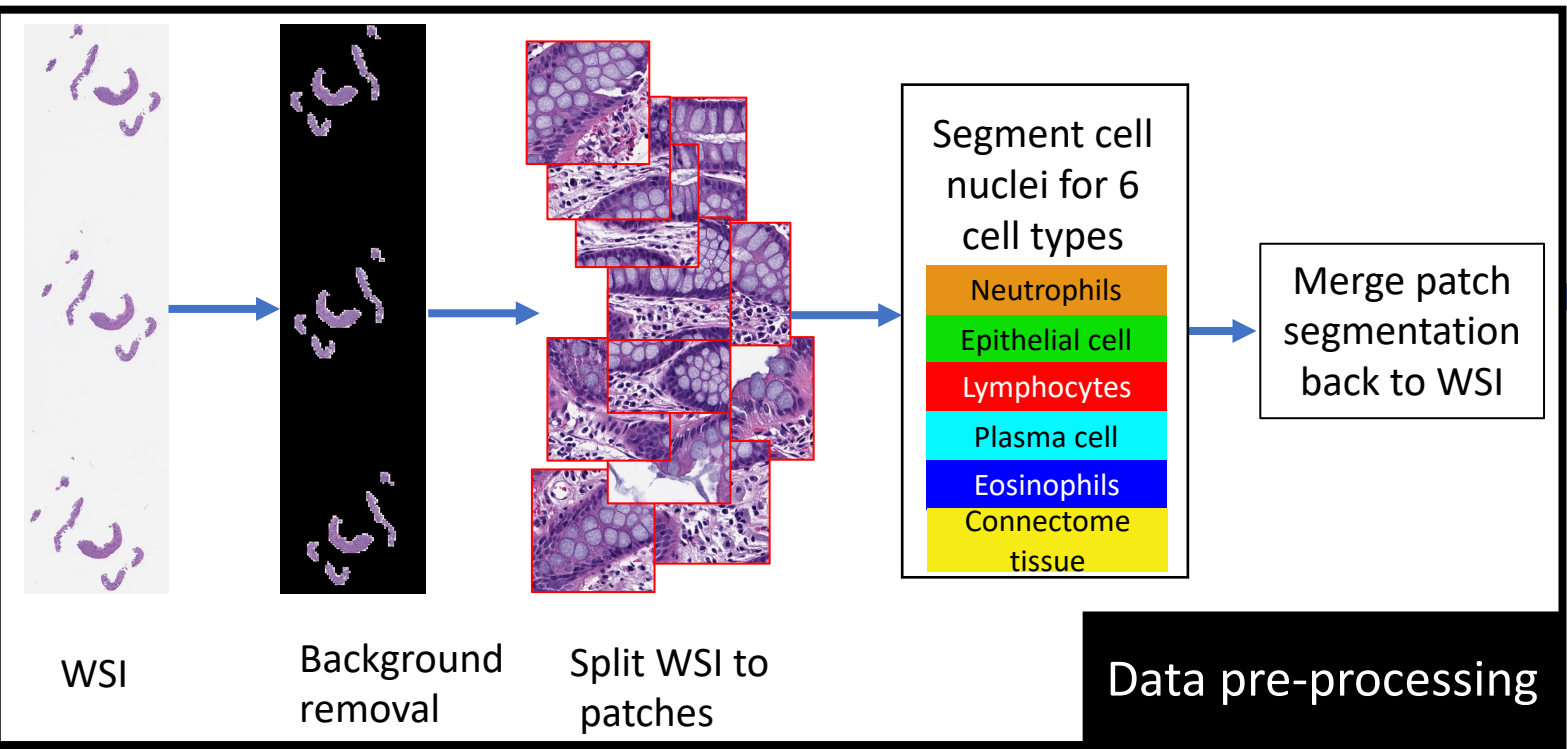 WSI
Background
removal
Split WSI to
patches
Segment cell
nuclei for 6
cell types
Neutrophils
Epithelial cell
Lymphocytes
Plasma cell
Eosinophils
Connectome
tissue
Merge patch
segmentation
back to WSI
Data pre-processing